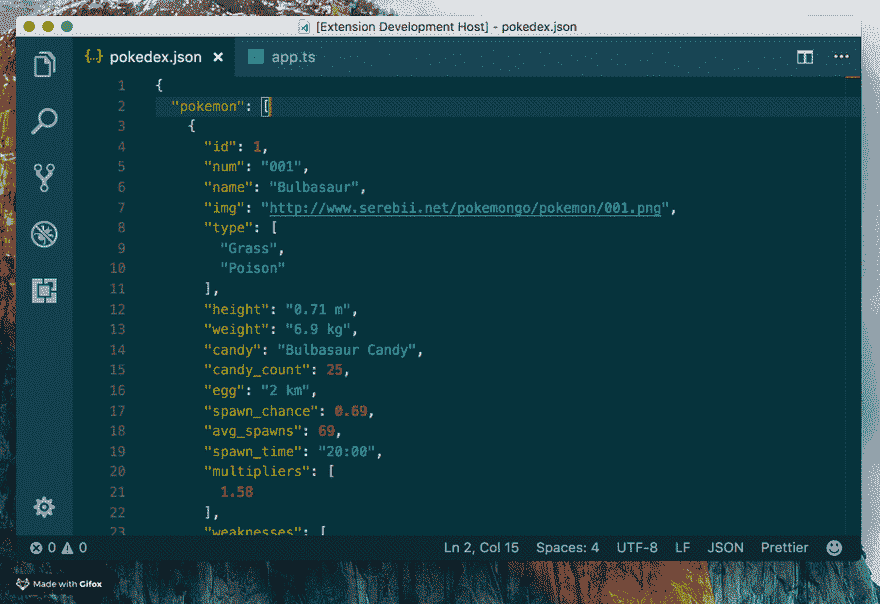 [Extension Development Host] - pokedex.json
{..} pokedex.json × app.ts ...
1 {
2 "pokemon": [
3 {
4 "id": 1,
5 "num": "001",
6 "name": "Bulbasaur",
7 "img": "http://www.serebii.net/pokemongo/pokemon/001.png",
8 "type": [
9 "Grass",
10 "Poison"
11 ],
12 "height": "0.71 m",
13 "weight": "6.9 kg",
14 "candy": "Bulbasaur Candy",
15 "candy_count": 25,
16 "egg": "2 km",
17 "spawn_chance": 0.69,
18 "avg_spawns": 69,
19 "spawn_time": "20:00",
20 "multipliers": [
21 1.58
22 ],
23 "weaknesses": [
0 0 Ln 2, Col 15 Spaces: 4 UTF-8 LF JSON Prettier
Made with Gifox